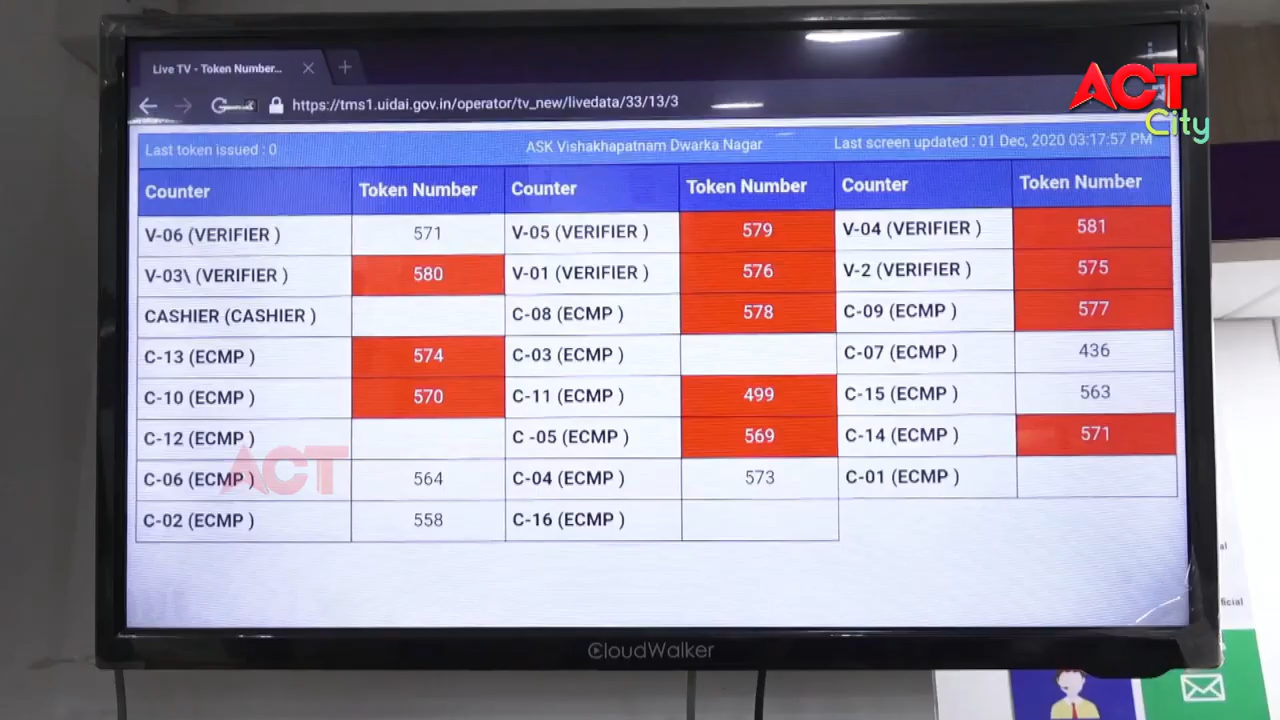 Live TV - Token Number...
https://tms1.uidai.gov.in/operator/tv_new/livedata/33/13/3
ACT
City
Last token issued : 0 ASK Vishakhapatnam Dwarka Nagar Last screen updated : 01 Dec, 2020 03:17:57 PM
Counter Token Number Counter Token Number Counter Token Number
V-06 (VERIFIER ) 571 V-05 (VERIFIER ) 579 V-04 (VERIFIER ) 581
V-03\ (VERIFIER ) 580 V-01 (VERIFIER ) 576 V-2 (VERIFIER ) 575
CASHIER (CASHIER ) C-08 (ECMP ) 578 C-09 (ECMP ) 577
C-13 (ECMP ) 574 C-03 (ECMP ) C-07 (ECMP ) 436
C-10 (ECMP ) 570 C-11 (ECMP ) 499 C-15 (ECMP ) 563
C-12 (ECMP ) C -05 (ECMP ) 569 C-14 (ECMP ) 571
ACT
C-06 (ECMP ) 564 C-04 (ECMP ) 573 C-01 (ECMP )
C-02 (ECMP ) 558 C-16 (ECMP )
CloudWalker